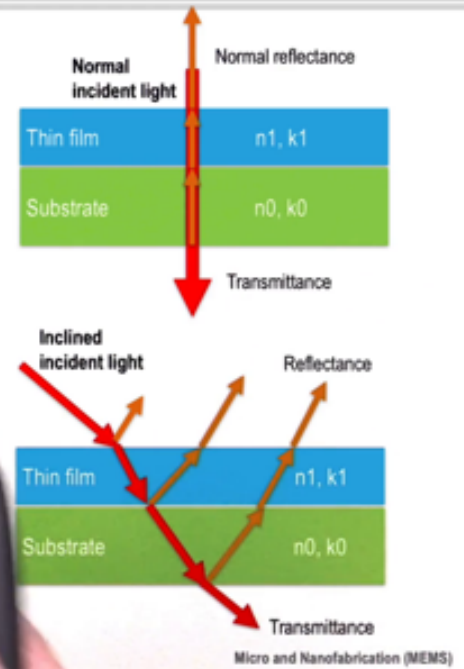 Normal reflectance
Normal
incident light
Thin film n1, k1
Substrate n0, k0
Transmittance
Inclined
incident light
Reflectance
Thin film n1, k1
Substrate n0, k0
Transmittance
Micro and Nanofabrication (MEMS)